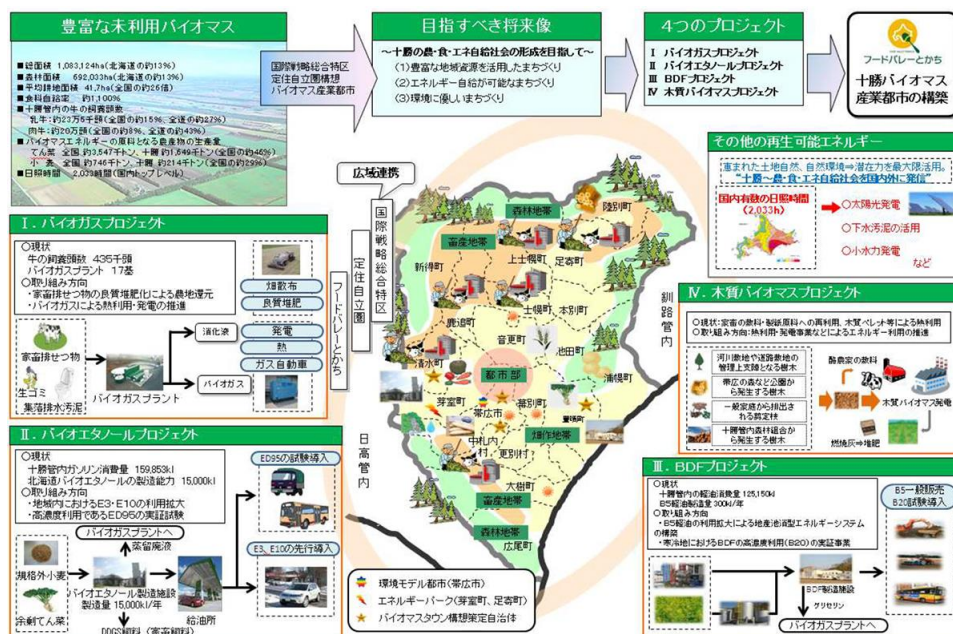 豊富な未利用バイオマス
■総面積 1,083,124ha(北海道の約13%)
■森林面積 692,033ha(北海道の約13%)
■平均耕地面積 41.7ha(全国の約26倍)
■食料自給率 約1,100%
■十勝管内の牛の飼養頭数
乳牛:約23万5千頭(全国の約15%、全道の約27%)
肉牛:約20万頭(全国の約8%、全道の約43%)
■バイオマスエネルギーの原料となる農産物の生産量
てん菜 全国 約3,547千トン、十勝 約1,649千トン(全国の約46%)
小麦 全国 約746千トン、十勝 約214千トン(全国の約29%)
■日照時間 2,033時間(国内トップレベル)
国際戦略総合特区
定住自立圏構想
バイオマス産業都市
目指すべき将来像
～十勝の農・食・エネ自給社会の形成を目指して～
(1)豊富な地域資源を活用したまちづくり
(2)エネルギー自給が可能なまちづくり
(3)環境に優しいまちづくり
4つのプロジェクト
Ⅰ バイオガスプロジェクト
Ⅱ バイオエタノールプロジェクト
Ⅲ BDFプロジェクト
Ⅳ 木質バイオマスプロジェクト
フードバレーとかち
十勝バイオマス
産業都市の構築
その他の再生可能エネルギー
恵まれた土地自然、自然環境⇒潜在力を最大限活用。
“十勝～農・食・エネ自給社会を国内外に発信”
国内有数の日照時間
(2,033h)
○太陽光発電
○下水汚泥の活用
○小水力発電
など
Ⅰ.バイオガスプロジェクト
○現状
牛の飼養頭数 435千頭
バイオガスプラント 17基
○取り組み方向
・家畜排せつ物の良質堆肥化による農地還元
・バイオガスによる熱利用・発電の推進
畑散布
良質堆肥
消化液
発電
熱
ガス自動車
バイオガス
家畜排せつ物
生ゴミ
集落排水汚泥
バイオガスプラント
広域連携
国際戦略総合特区
定住自立圏
フードバレーとかち
森林地帯
陸別町
畜産地帯
上士幌町
足寄町
新得町
士幌町
本別町
鹿追町
音更町
池田町
清水町
都市部
浦幌町
芽室町
帯広市
幕別町
豊頃町
中札内村
更別村
畑作地帯
大樹町
畜産地帯
森林地帯
広尾町
釧路管内
日高管内
環境モデル都市(帯広市)
エネルギーパーク(芽室町、足寄町)
バイオマスタウン構想策定自治体
Ⅳ.木質バイオマスプロジェクト
○現状:家畜の敷料・製紙原料への再利用、木質ペレット等による熱利用
○取り組み方向:熱利用・発電事業などによるエネルギー利用の推進
河川敷地や道路敷地の
管理上支障となる樹木
帯広の森など公園か
ら発生する樹木
一般家庭から排出さ
れる剪定枝
十勝管内森林組合か
ら発生する樹木
酪農家の敷料
木質バイオマス発電
燃焼灰⇒堆肥
Ⅱ.バイオエタノールプロジェクト
○現状
十勝管内ガソリン消費量 159,853kl
北海道バイオエタノールの製造能力 15,000kl
○取り組み方向
・地域内におけるE3・E10の利用拡大
・高濃度利用であるED95の実証試験
バイオガスプラントへ
蒸留廃液
規格外小麦
余剰てん菜
バイオエタノール製造施設
製造量 15,000kl/年
給油所
DDGS飼料(家畜飼料)
ED95の試験導入
E3、E10の先行導入
Ⅲ.BDFプロジェクト
○現状
十勝管内の軽油消費量 125,150kl
B5軽油製造量 300kl/年
○取り組み方向
・B5軽油の利用拡大による地産地消型エネルギーシステム
の構築
・寒冷地におけるBDFの高濃度利用(B20)の実証事業
B5一般販売
B20試験導入
BDF製造施設
グリセリン
バイオガスプラントへ